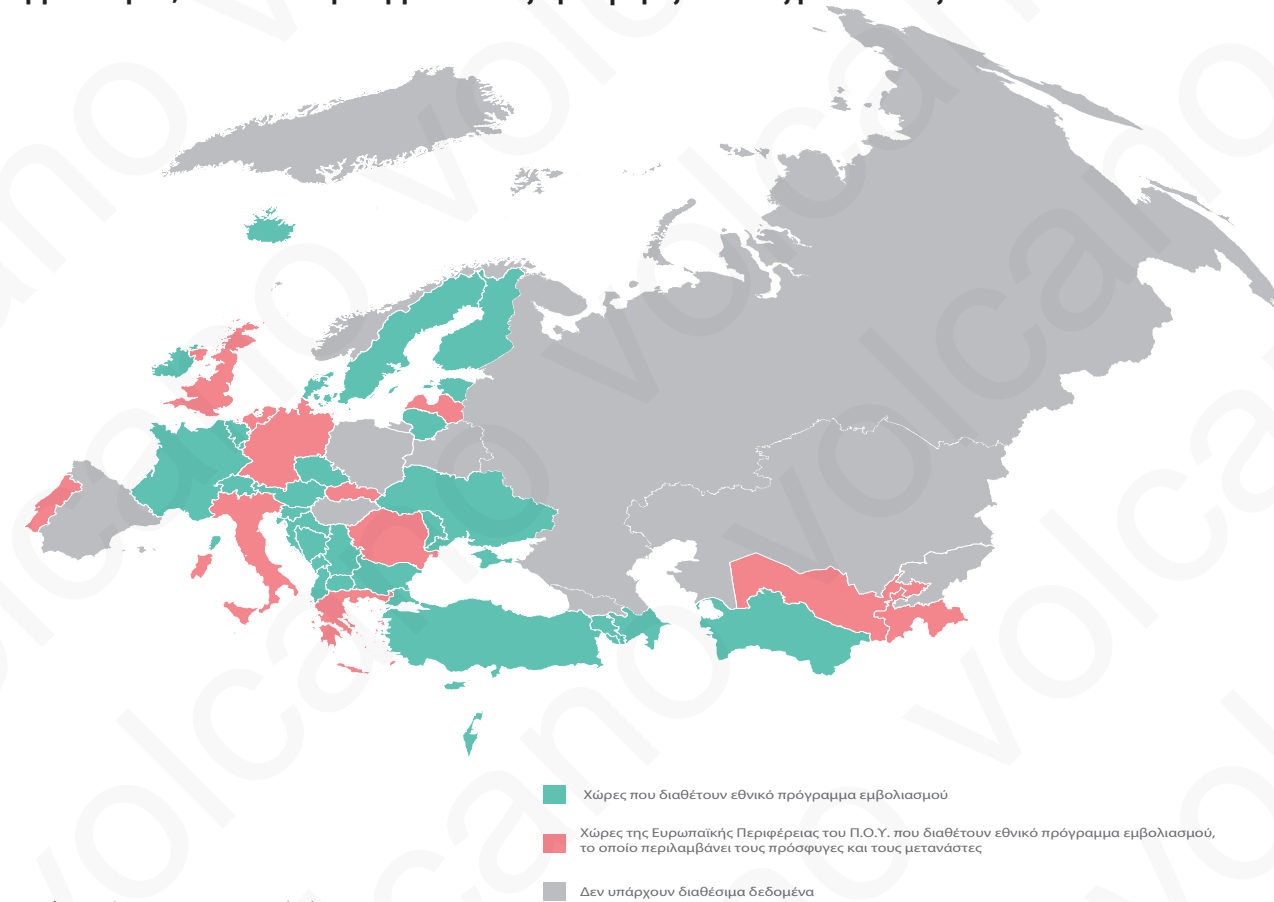 volcano
Χώρες που διαθέτουν εθνικό πρόγραμμα εμβολιασμού
Χώρες της Ευρωπαϊκής Περιφέρειας του Π.Ο.Υ. που διαθέτουν εθνικό πρόγραμμα εμβολιασμού,
το οποίο περιλαμβάνει τους πρόσφυγες και τους μετανάστες
Δεν υπάρχουν διαθέσιμα δεδομένα